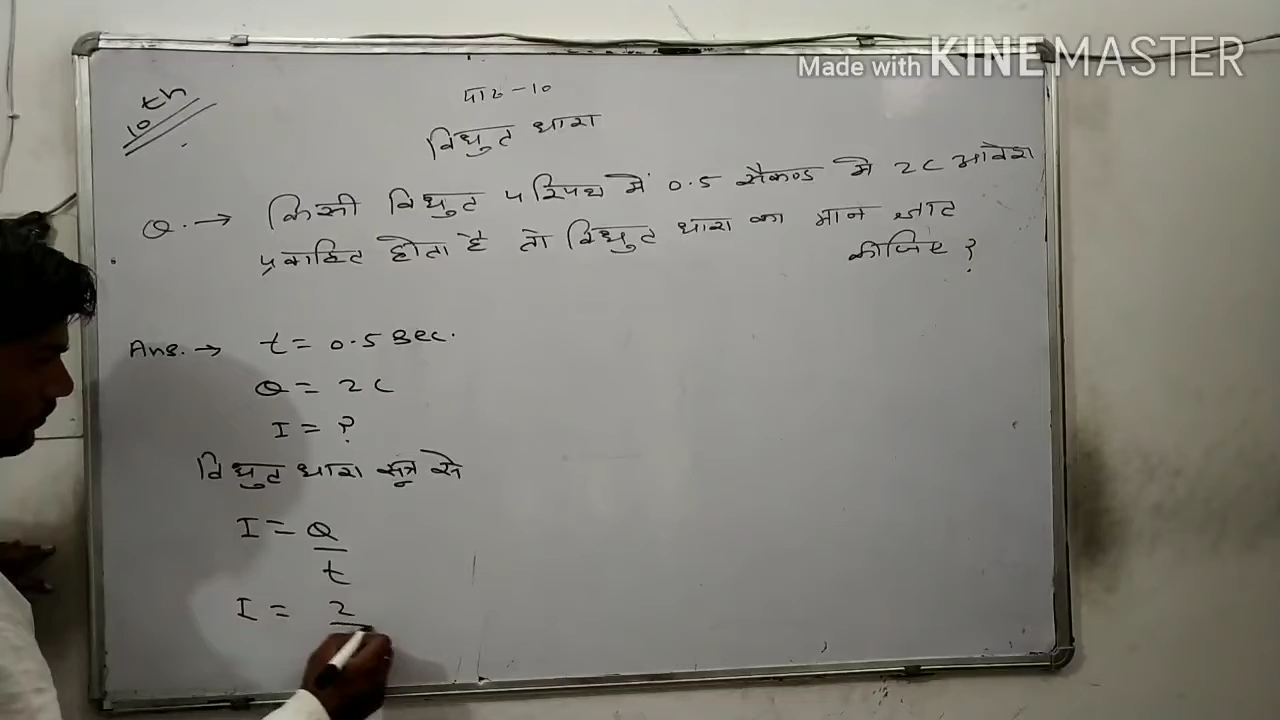 Made with KINEMASTER
10th
पाठ-10
विधुत धारा
Q. → किसी विधुत परिपथ में 0.5 सैकण्ड मे 2C आवेश
प्रवाहित होता है तो विधुत धारा का मान ज्ञात
कीजिए ?
Ans. → t = 0.5 sec.
Q = 2C
I = ?
विधुत धारा सूत्र से
I = Q
t
I = 2